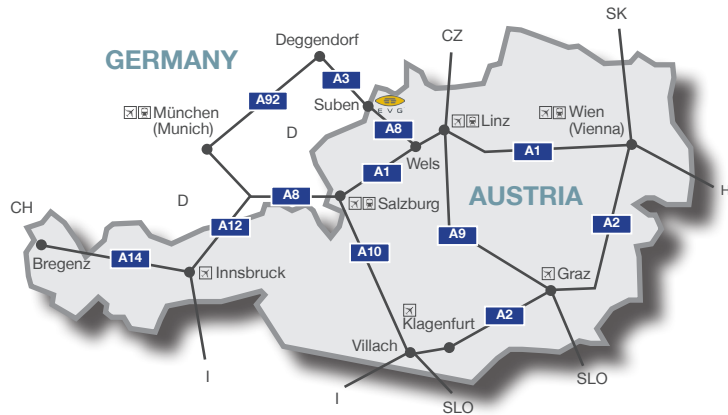 SK
CZ
Deggendorf
GERMANY
A3
A92
Suben
EVG
München
(Munich)
D
A8
Linz
Wien
(Vienna)
A1
Wels
A1
H
D
A8
Salzburg
AUSTRIA
CH
A12
A2
A9
Bregenz
A14
A10
Innsbruck
Graz
Klagenfurt
A2
Villach
I
SLO
I
SLO